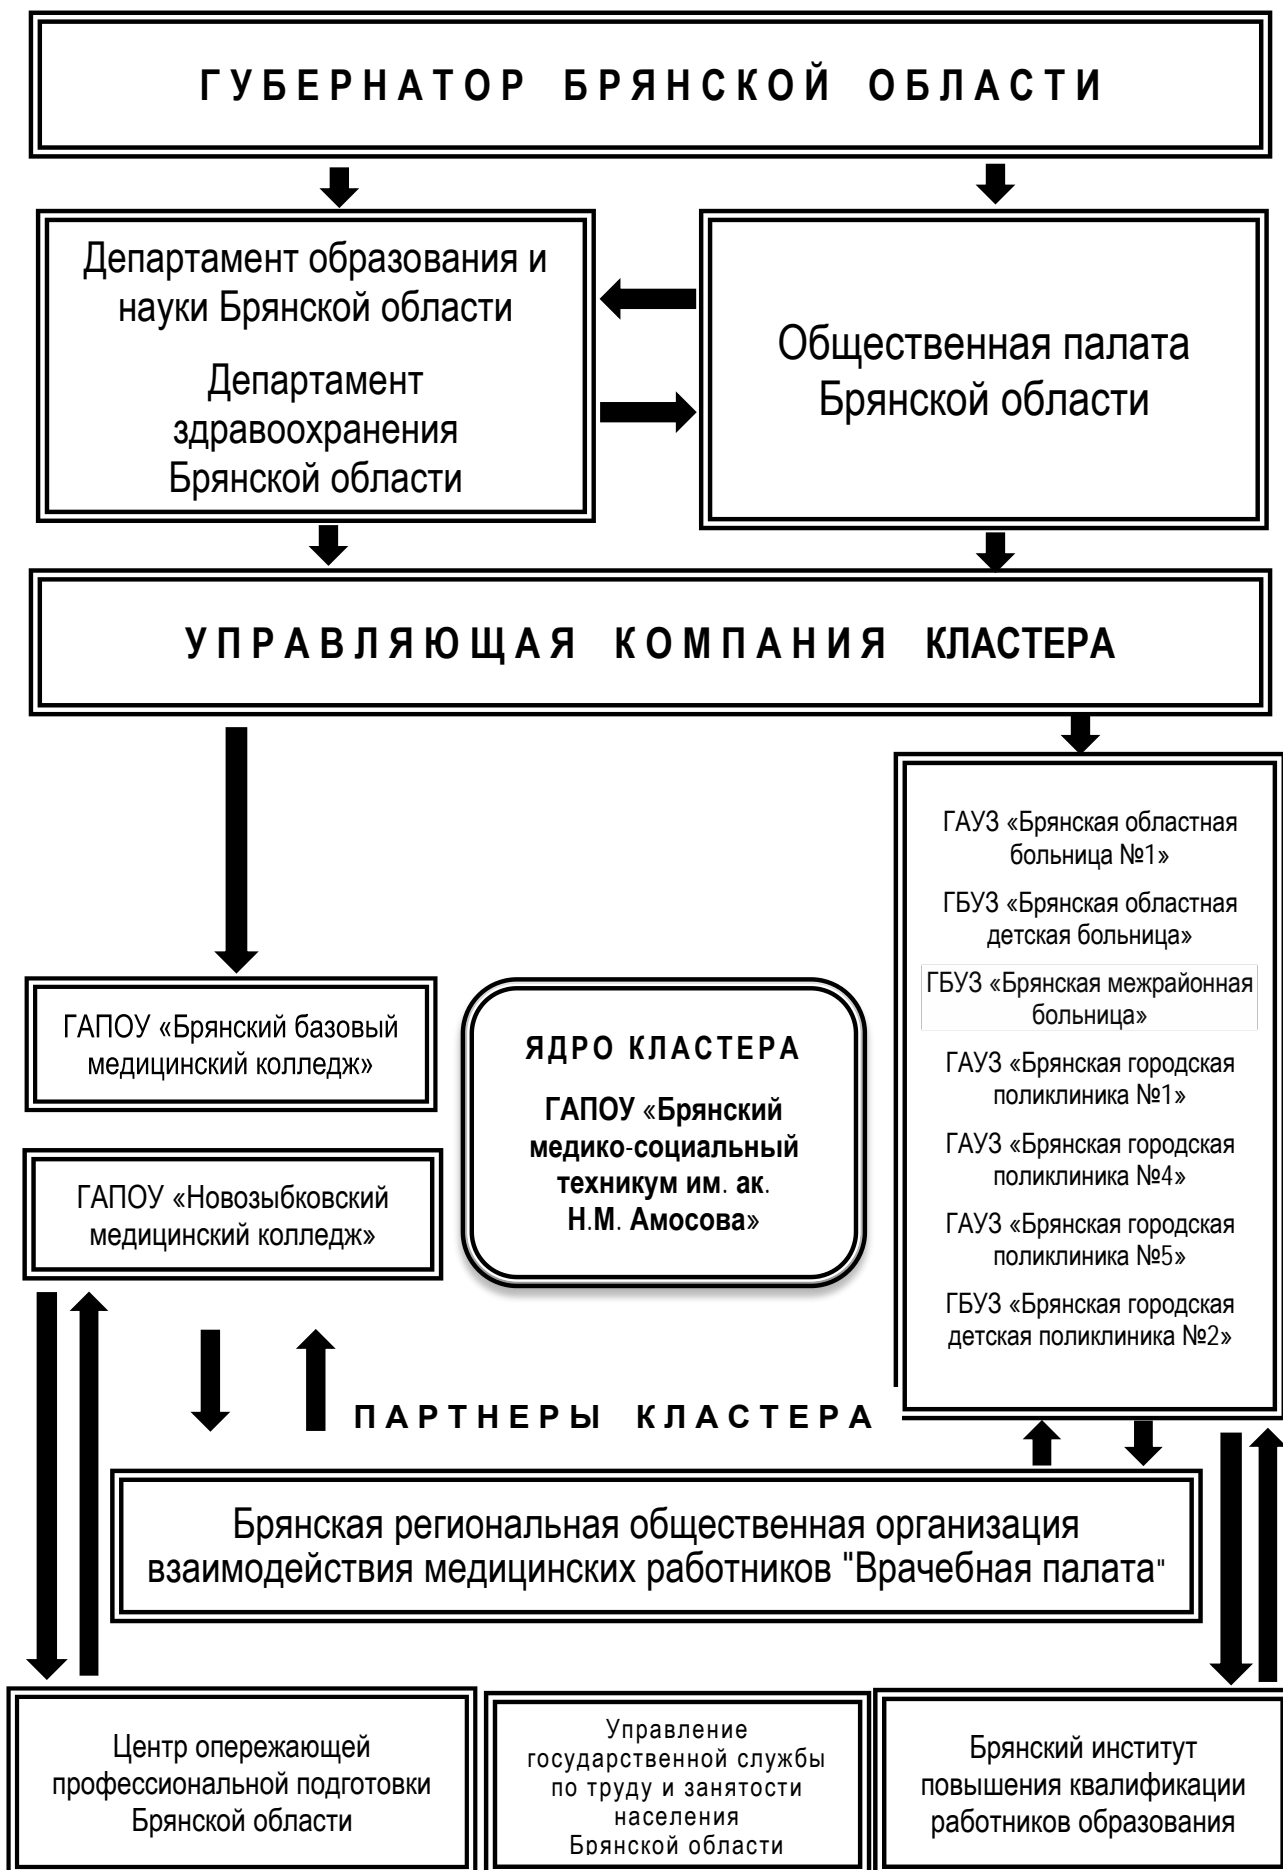 ГУБЕРНАТОР БРЯНСКОЙ ОБЛАСТИ
Департамент образования и
науки Брянской области
Департамент
здравоохранения
Брянской области
Общественная палата
Брянской области
УПРАВЛЯЮЩАЯ КОМПАНИЯ КЛАСТЕРА
ГАПОУ «Брянский базовый
медицинский колледж»
ГАПОУ «Новозыбковский
медицинский колледж»
ЯДРО КЛАСТЕРА
ГАПОУ «Брянский
медико-социальный
техникум им. ак.
Н.М. Амосова»
ГАУЗ «Брянская областная
больница №1»
ГБУЗ «Брянская областная
детская больница»
ГБУЗ «Брянская межрайонная
больница»
ГАУЗ «Брянская городская
поликлиника №1»
ГАУЗ «Брянская городская
поликлиника №4»
ГАУЗ «Брянская городская
поликлиника №5»
ГБУЗ «Брянская городская
детская поликлиника №2»
ПАРТНЕРЫ КЛАСТЕРА
Брянская региональная общественная организация
взаимодействия медицинских работников "Врачебная палата"
Центр опережающей
профессиональной подготовки
Брянской области
Управление
государственной службы
по труду и занятости
населения
Брянской области
Брянский институт
повышения квалификации
работников образования